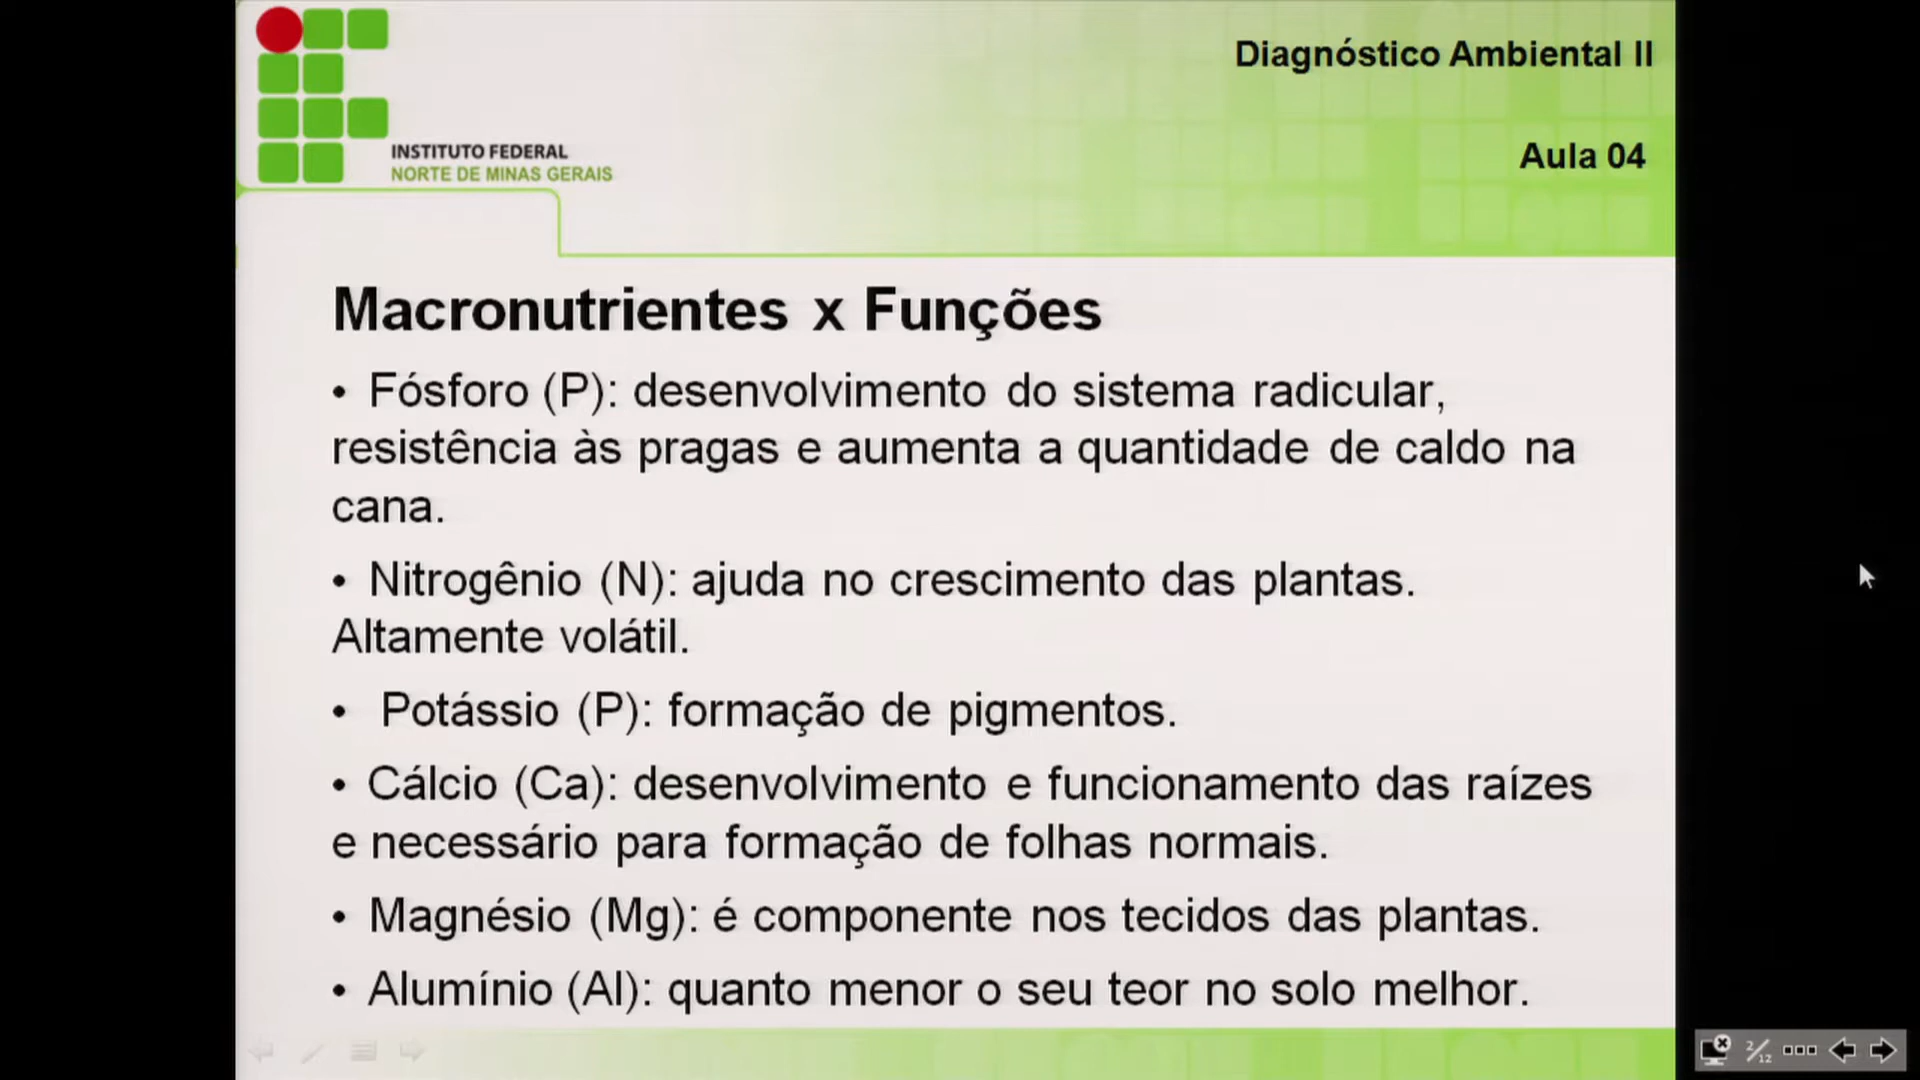 Diagnóstico Ambiental II
Aula 04
INSTITUTO FEDERAL
NORTE DE MINAS GERAIS
Macronutrientes x Funções
• Fósforo (P): desenvolvimento do sistema radicular,
resistência às pragas e aumenta a quantidade de caldo na
cana.
• Nitrogênio (N): ajuda no crescimento das plantas.
Altamente volátil.
• Potássio (P): formação de pigmentos.
• Cálcio (Ca): desenvolvimento e funcionamento das raízes
e necessário para formação de folhas normais.
• Magnésio (Mg): é componente nos tecidos das plantas.
• Alumínio (Al): quanto menor o seu teor no solo melhor.
2/12